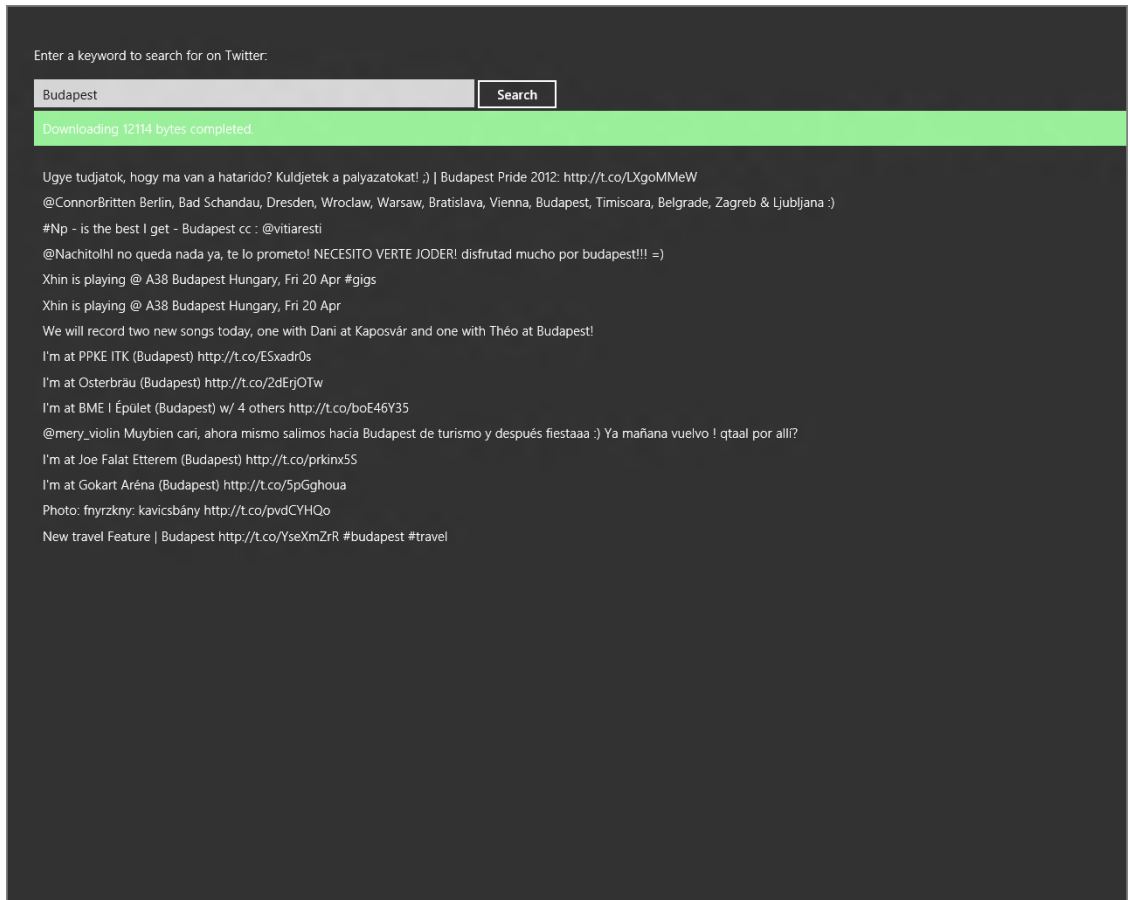 Enter a keyword to search for on Twitter:
Budapest
Search
Downloading 12114 bytes completed.
Ugye tudjatok, hogy ma van a hatarido? Kuldjetek a palyazatokat! ;) | Budapest Pride 2012: http://t.co/LXgoMMeW
@ConnorBritten Berlin, Bad Schandau, Dresden, Wroclaw, Warsaw, Bratislava, Vienna, Budapest, Timisoara, Belgrade, Zagreb & Ljubljana :)
#Np - is the best I get - Budapest cc : @vitiaresti
@Nachitolhl no queda nada ya, te lo prometo! NECESITO VERTE JODER! disfrutad mucho por budapest!!! =)
Xhin is playing @ A38 Budapest Hungary, Fri 20 Apr #gigs
Xhin is playing @ A38 Budapest Hungary, Fri 20 Apr
We will record two new songs today, one with Dani at Kaposvár and one with Théo at Budapest!
I'm at PPKE ITK (Budapest) http://t.co/ESxadr0s
I'm at Osterbräu (Budapest) http://t.co/2dErjOTw
I'm at BME I Épület (Budapest) w/ 4 others http://t.co/boE46Y35
@mery_violin Muybien cari, ahora mismo salimos hacia Budapest de turismo y después fiestaaa :) Ya mañana vuelvo ! qtaal por allí?
I'm at Joe Falat Etterem (Budapest) http://t.co/prkinx5S
I'm at Gokart Aréna (Budapest) http://t.co/5pGghoua
Photo: fnyrzkny: kavicsbány http://t.co/pvdCYHQo
New travel Feature | Budapest http://t.co/YseXmZrR #budapest #travel